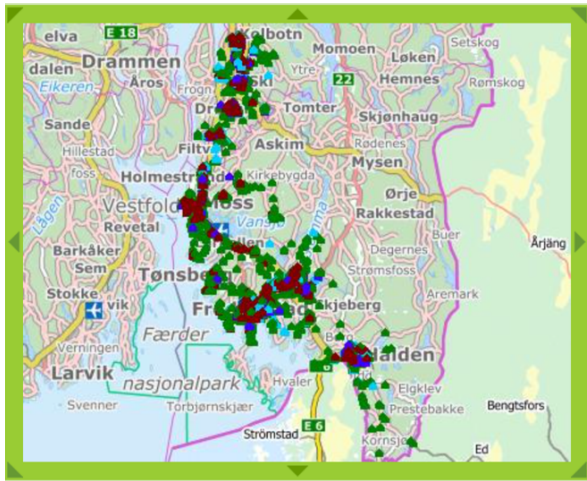 elva
E 18
Kolbotn
Setskog
Drammen
Momoen
Løken
dalen
Ytre
Eikeren
Åros
Frogn
22
Hemnes
Rømskog
Sande
Tomter
Skjønhaug
Hillestad
Askim
Rødenes
foss
Filtv
Mysen
Holmestr
Kirkebygda
Vestfold
Moss
Ørje
Lågen
Revetal
Vansjø
Rakkestad
Buer
Årjäng
Barkåker
Degernes
Sem
Tønsberg
Strømsfoss
Stokke
vik
Skjeberg
Aremark
Færder
Verningen
Halden
Larvik
nasjonalpark
Hvaler
6
Elgklev
Svenner
Torbjørnskjær
Prestebakke
Bengtsfors
Strömstad
E 6
Kornsjø
Ed